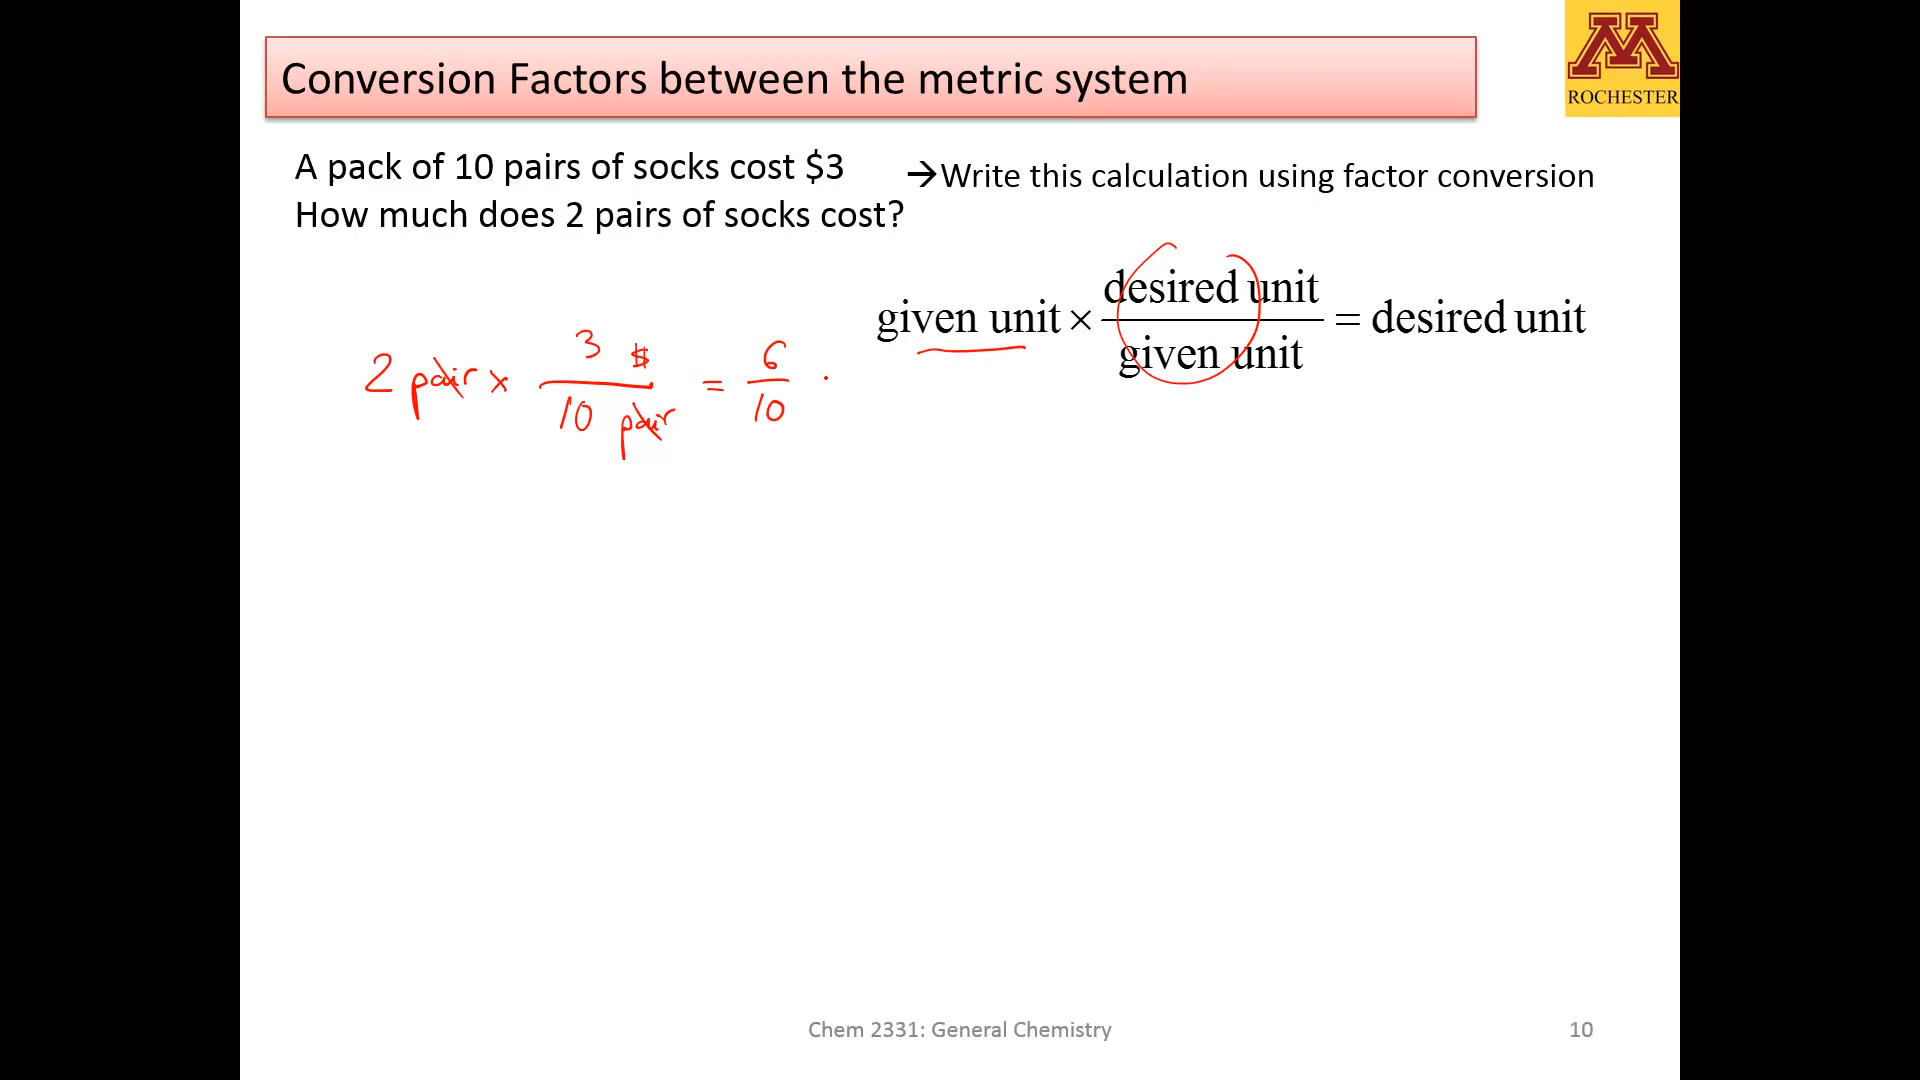 Conversion Factors between the metric system
M
ROCHESTER
A pack of 10 pairs of socks cost $3
How much does 2 pairs of socks cost?
→Write this calculation using factor conversion
given unit × desired unit / given unit = desired unit
2 pair × 3 $ / 10 pair = 6 / 10
Chem 2331: General Chemistry
10